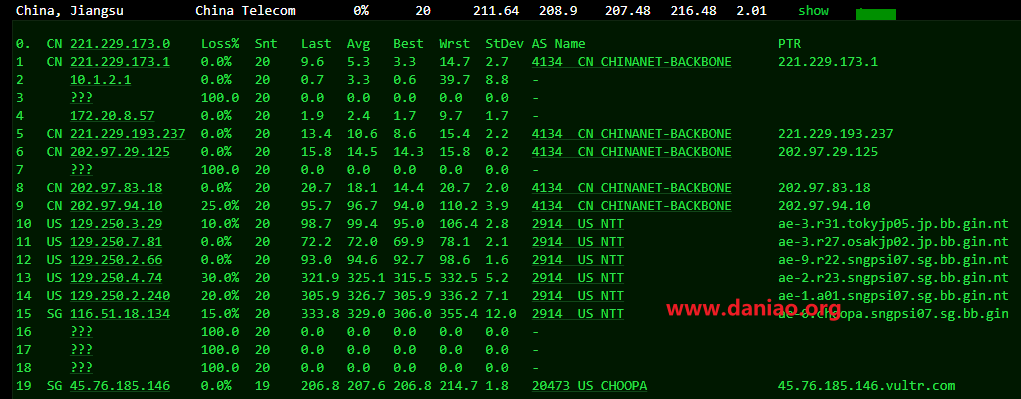 China, Jiangsu China Telecom 0% 20 211.64 208.9 207.48 216.48 2.01 show
0. CN 221.229.173.0 Loss% Snt Last Avg Best Wrst StDev AS Name PTR
1 CN 221.229.173.1 0.0% 20 9.6 5.3 3.3 14.7 2.7 4134 CN CHINANET-BACKBONE 221.229.173.1
2 10.1.2.1 0.0% 20 0.7 3.3 0.6 39.7 8.8 -
3 ??? 100.0 20 0.0 0.0 0.0 0.0 0.0 -
4 172.20.8.57 0.0% 20 1.9 2.4 1.7 9.7 1.7 -
5 CN 221.229.193.237 0.0% 20 13.4 10.6 8.6 15.4 2.2 4134 CN CHINANET-BACKBONE 221.229.193.237
6 CN 202.97.29.125 0.0% 20 15.8 14.5 14.3 15.8 0.2 4134 CN CHINANET-BACKBONE 202.97.29.125
7 ??? 100.0 20 0.0 0.0 0.0 0.0 0.0 -
8 CN 202.97.83.18 0.0% 20 20.7 18.1 14.4 20.7 2.0 4134 CN CHINANET-BACKBONE 202.97.83.18
9 CN 202.97.94.10 25.0% 20 95.7 96.7 94.0 110.2 3.9 4134 CN CHINANET-BACKBONE 202.97.94.10
10 US 129.250.3.29 10.0% 20 98.7 99.4 95.0 106.4 2.8 2914 US NTT ae-3.r31.tokyjp05.jp.bb.gin.nt
11 US 129.250.7.81 0.0% 20 72.2 72.0 69.9 78.1 2.1 2914 US NTT ae-3.r27.osakjp02.jp.bb.gin.nt
12 US 129.250.2.66 0.0% 20 93.0 94.6 92.7 98.6 1.6 2914 US NTT ae-9.r22.sngpsi07.sg.bb.gin.nt
13 US 129.250.4.74 30.0% 20 321.9 325.1 315.5 332.5 5.2 2914 US NTT ae-2.r23.sngpsi07.sg.bb.gin.nt
14 US 129.250.2.240 20.0% 20 305.9 326.7 305.9 336.2 7.1 2914 US NTT ae-1.a01.sngpsi07.sg.bb.gin.nt
www.daniao.org
15 SG 116.51.18.134 15.0% 20 333.8 329.0 306.0 355.4 12.0 2914 US NTT
16 ??? 100.0 20 0.0 0.0 0.0 0.0 0.0 -
17 ??? 100.0 20 0.0 0.0 0.0 0.0 0.0 -
18 ??? 100.0 20 0.0 0.0 0.0 0.0 0.0 -
19 SG 45.76.185.146 0.0% 19 206.8 207.6 206.8 214.7 1.8 20473 US CHOOPA 45.76.185.146.vultr.com